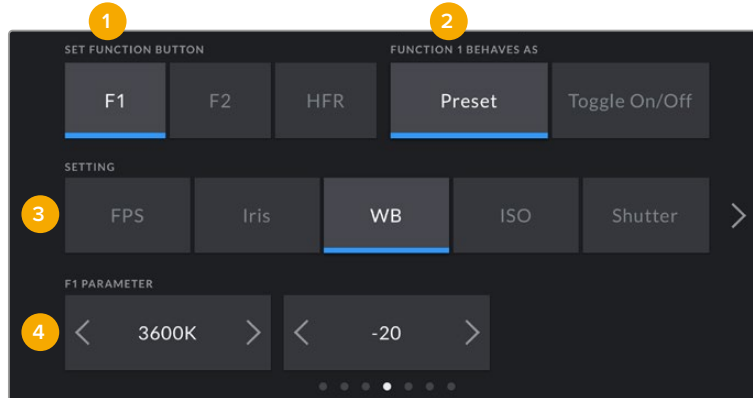 1 2
SET FUNCTION BUTTON FUNCTION 1 BEHAVES AS
F1 F2 HFR Preset Toggle On/Off
SETTING
3 FPS Iris WB ISO Shutter
F1 PARAMETER
4 3600K -20